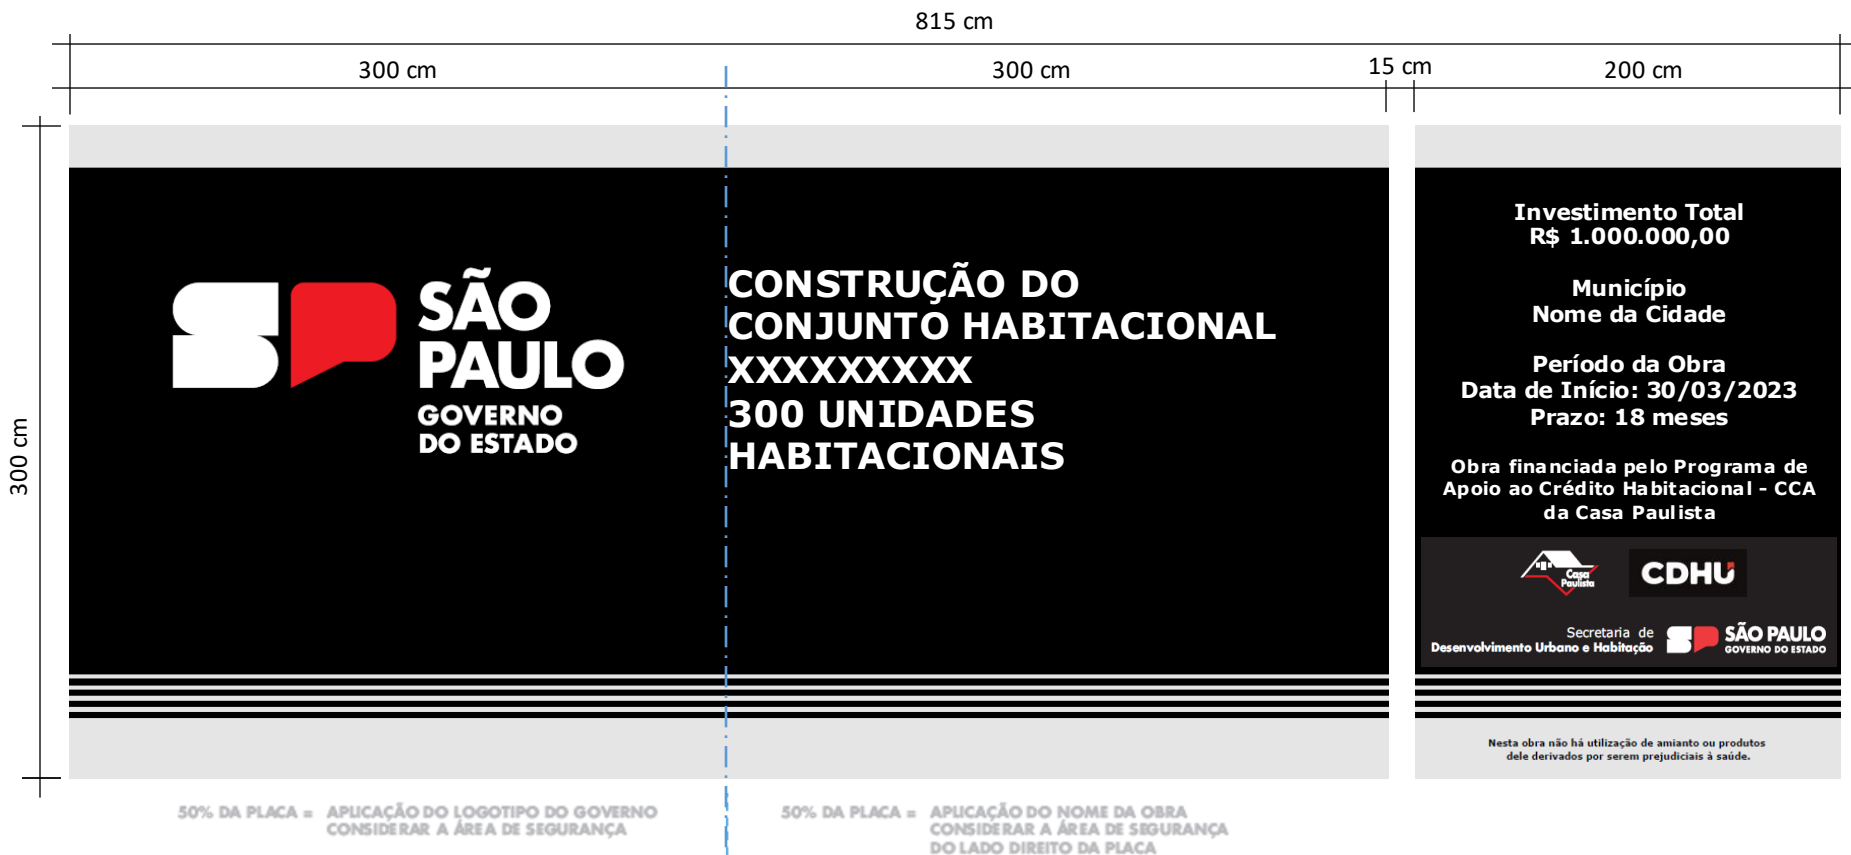 815 cm
300 cm
300 cm
15 cm
200 cm
300 cm
SÃO
PAULO
GOVERNO
DO ESTADO
CONSTRUÇÃO DO
CONJUNTO HABITACIONAL
XXXXXXXXX
300 UNIDADES
HABITACIONAIS
Investimento Total
R$ 1.000.000,00
Município
Nome da Cidade
Período da Obra
Data de Início: 30/03/2023
Prazo: 18 meses
Obra financiada pelo Programa de
Apoio ao Crédito Habitacional - CCA
da Casa Paulista
Casa
Paulista
CDHU
Secretaria de
Desenvolvimento Urbano e Habitação
SÃO PAULO
GOVERNO DO ESTADO
Nesta obra não há utilização de amianto ou produtos
dele derivados por serem prejudiciais à saúde.
50% DA PLACA = APLICAÇÃO DO LOGOTIPO DO GOVERNO
CONSIDERAR A ÁREA DE SEGURANÇA
50% DA PLACA = APLICAÇÃO DO NOME DA OBRA
CONSIDERAR A ÁREA DE SEGURANÇA
DO LADO DIREITO DA PLACA